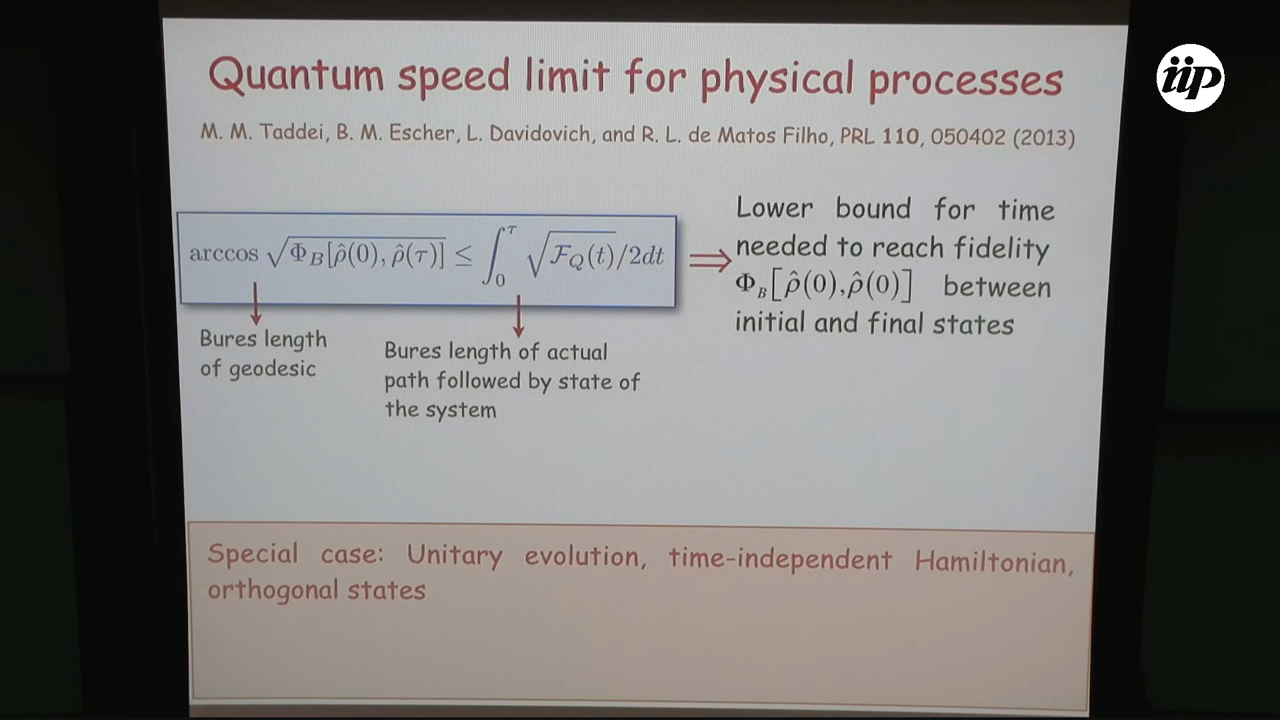 Quantum speed limit for physical processes
iip
M. M. Taddei, B. M. Escher, L. Davidovich, and R. L. de Matos Filho, PRL 110, 050402 (2013)
arccos √Φ_B[ρ̂(0), ρ̂(τ)] ≤ ∫₀^τ √F_Q(t)/2dt
⇒
Lower bound for time
needed to reach fidelity
Φ_B[ρ̂(0),ρ̂(0)] between
initial and final states
Bures length
of geodesic
Bures length of actual
path followed by state of
the system
Special case: Unitary evolution, time-independent Hamiltonian,
orthogonal states